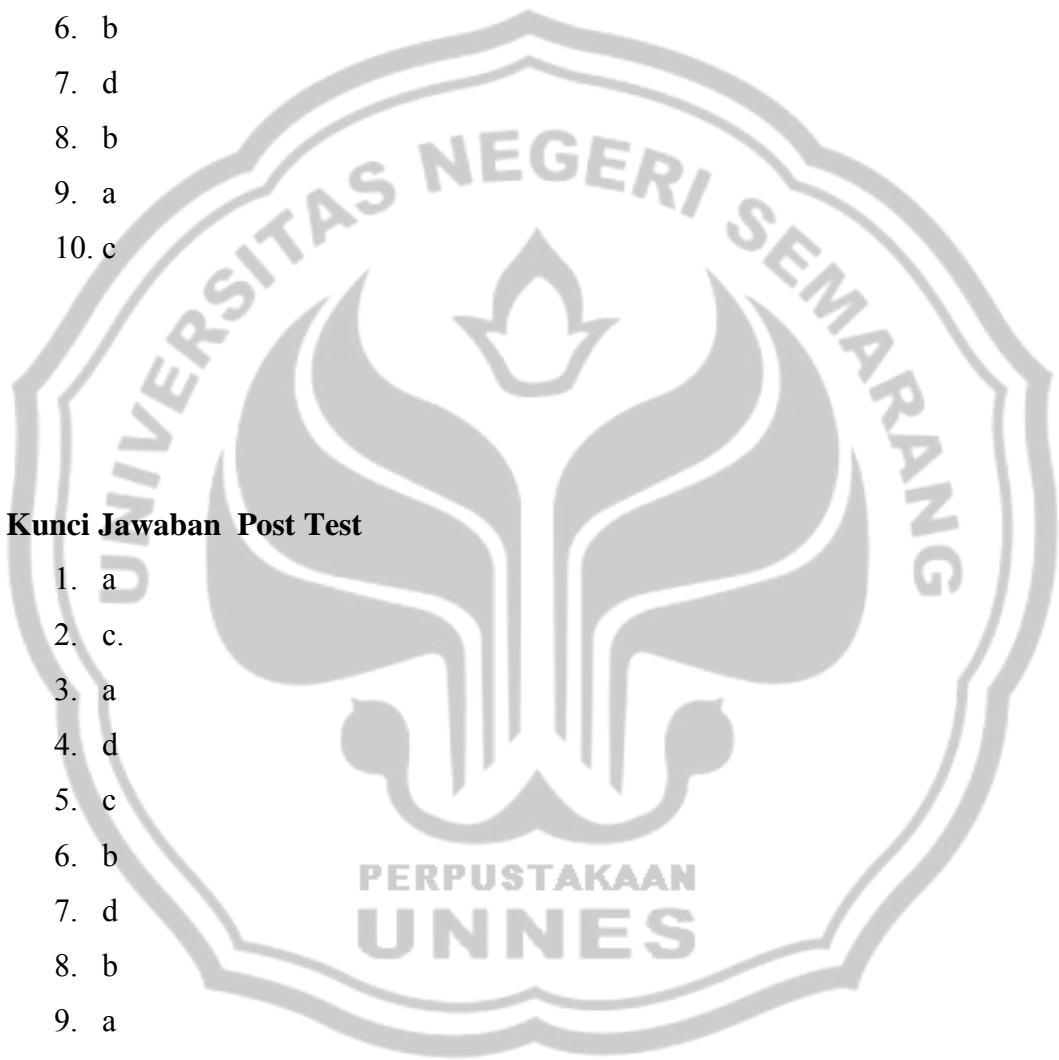 6. b
7. d
8. b
9. a
10. c
UNIVERSITAS NEGERI SEMARANG
Kunci Jawaban  Post Test
1. a
2. c.
3. a
4. d
5. c
6. b
7. d
8. b
9. a
PERPUSTAKAAN
UNNES